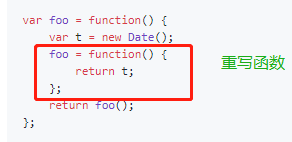 var foo = function() {
    var t = new Date();
    foo = function() {
        return t;
    };
    return foo();
};
重写函数